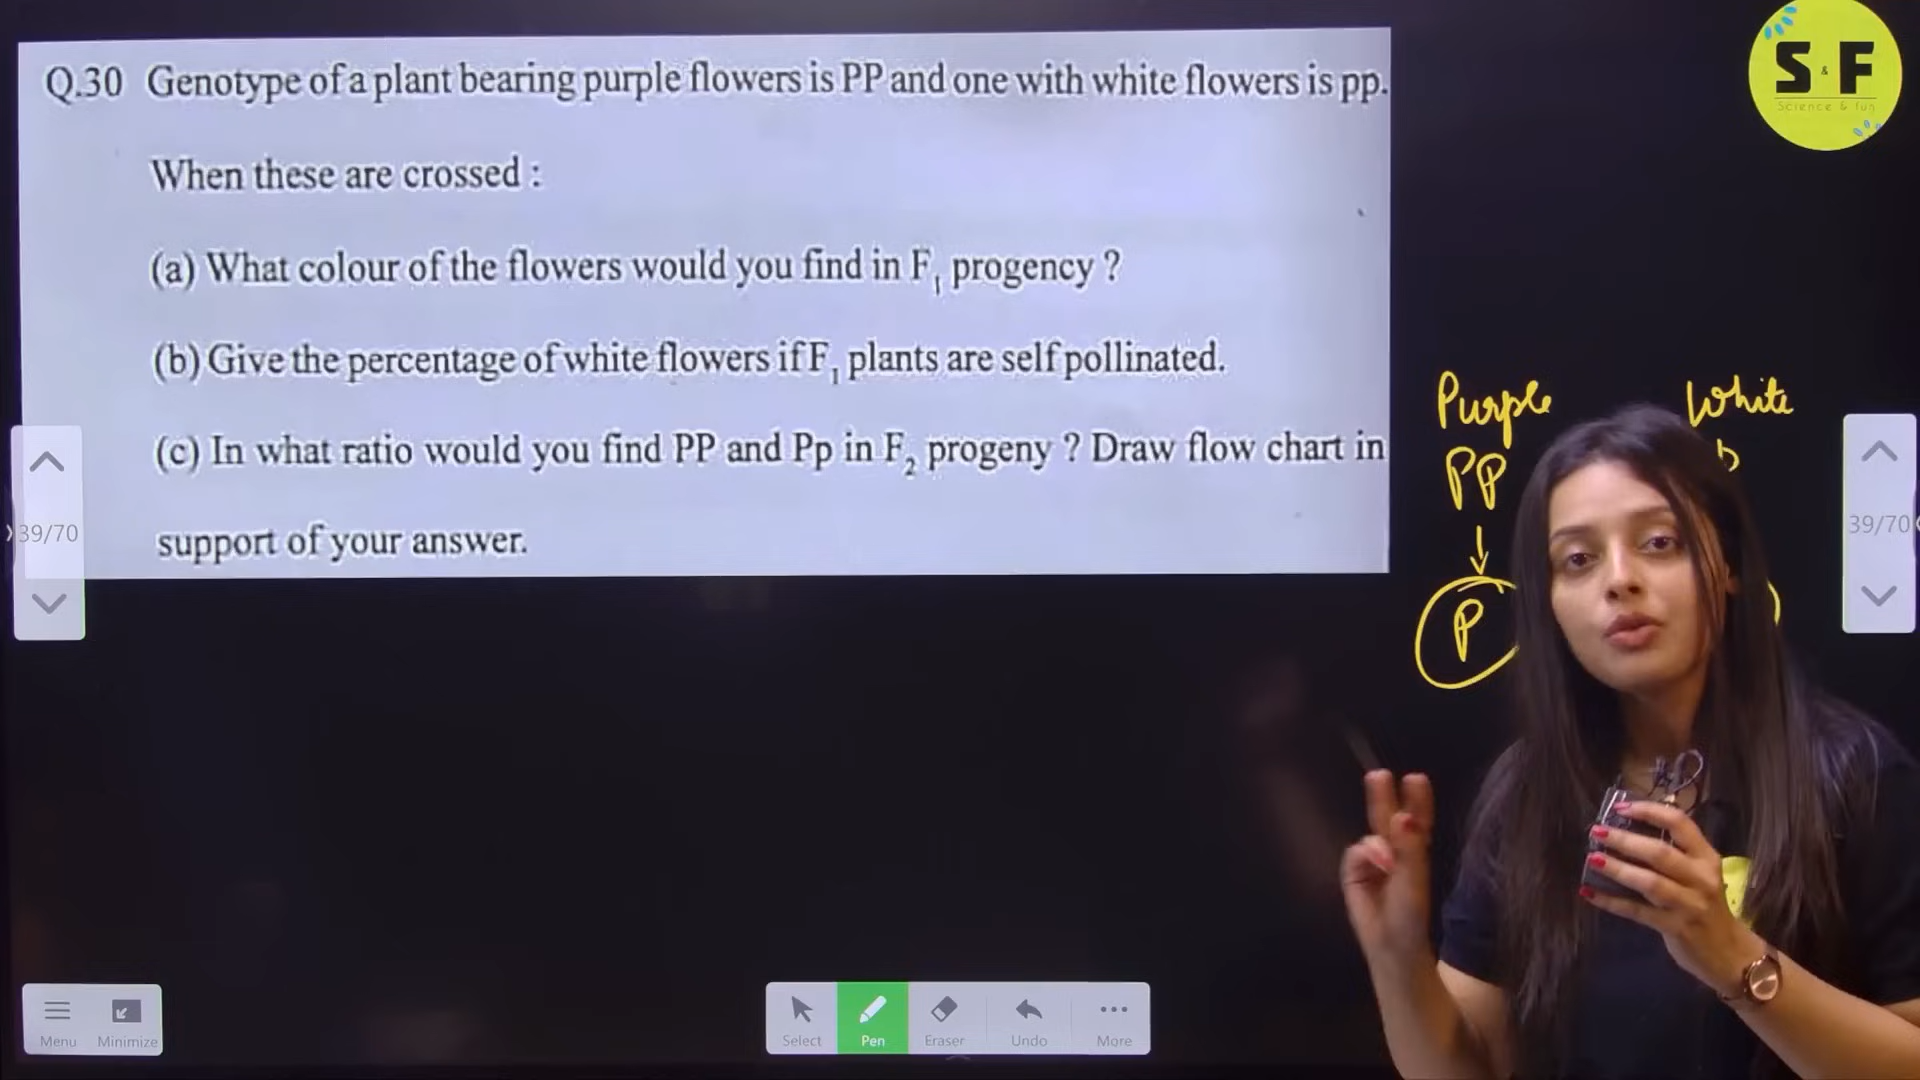 S & F
Science & fun
Q.30 Genotype of a plant bearing purple flowers is PP and one with white flowers is pp.
When these are crossed :
(a) What colour of the flowers would you find in F1 progency ?
(b) Give the percentage of white flowers if F1 plants are self pollinated.
(c) In what ratio would you find PP and Pp in F2 progeny ? Draw flow chart in
support of your answer.
Purple White
PP
P
39/70
39/70
Menu Minimize
Select Pen Eraser Undo More